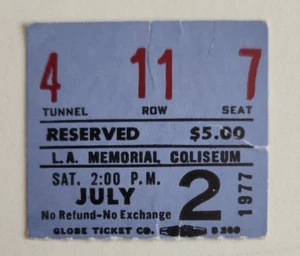 4 11 7
TUNNEL ROW SEAT
RESERVED $5.00
L.A. MEMORIAL COLISEUM
SAT. 2:00 P.M.
JULY 2 1977
No Refund-No Exchange
GLOBE TICKET CO.